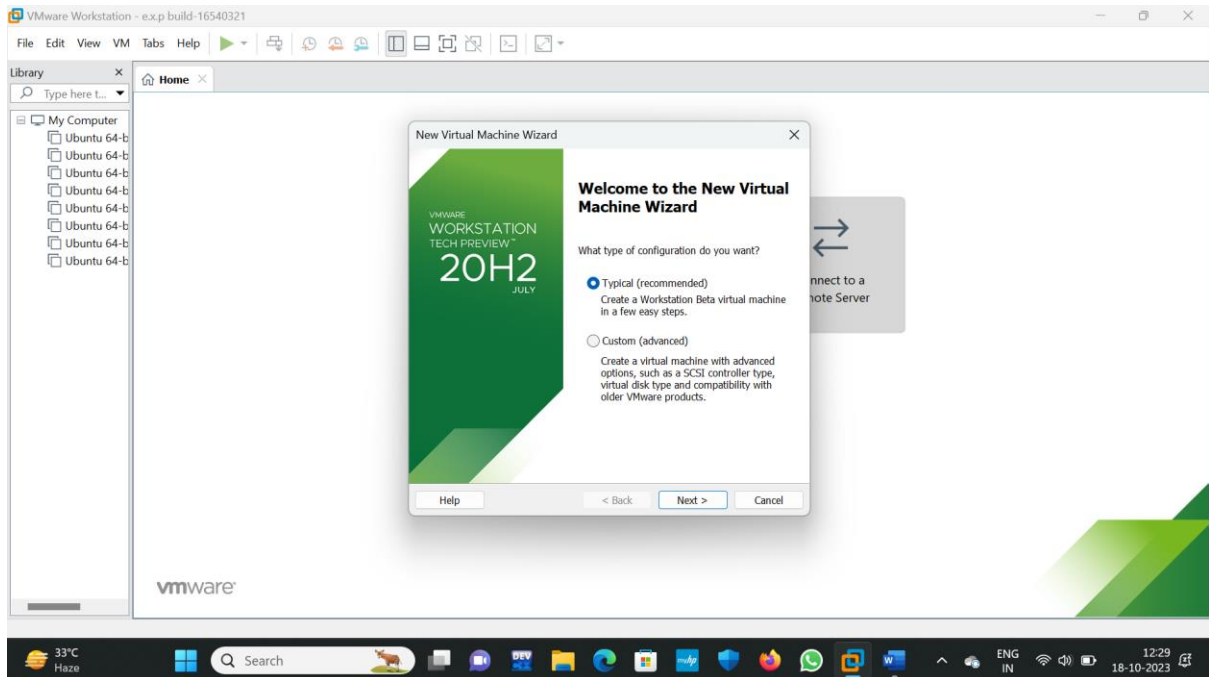 VMware Workstation - e.x.p build-16540321
File Edit View VM Tabs Help
Library
Type here t...
Home
My Computer
Ubuntu 64-b
Ubuntu 64-b
Ubuntu 64-b
Ubuntu 64-b
Ubuntu 64-b
Ubuntu 64-b
Ubuntu 64-b
Ubuntu 64-b
New Virtual Machine Wizard
VMWARE
WORKSTATION
TECH PREVIEW™
20H2
JULY
Welcome to the New Virtual
Machine Wizard
What type of configuration do you want?
Typical (recommended)
Create a Workstation Beta virtual machine
in a few easy steps.
Custom (advanced)
Create a virtual machine with advanced
options, such as a SCSI controller type,
virtual disk type and compatibility with
older VMware products.
Help
< Back
Next >
Cancel
nnect to a
note Server
vmware
33°C
Haze
Search
DEV
myhp
W
ENG
IN
12:29
18-10-2023